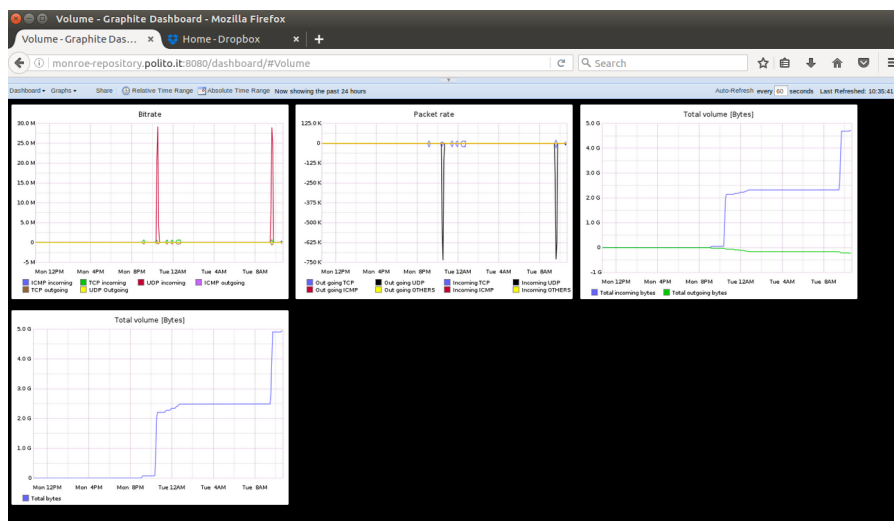 Volume - Graphite Dashboard - Mozilla Firefox
Volume - Graphite Das... × Home - Dropbox × +
monroe-repository.polito.it:8080/dashboard/#Volume Search
Dashboard Graphs Share Relative Time Range Absolute Time Range Now showing the past 24 hours Auto-Refresh every 60 seconds Last Refreshed: 10:35:41
Bitrate
30.0 M
25.0 M
20.0 M
15.0 M
10.0 M
5.0 M
0
-5 M
Mon 12PM Mon 4PM Mon 8PM Tue 12AM Tue 4AM Tue 8AM
ICMP incoming TCP incoming UDP incoming ICMP outgoing
TCP outgoing UDP Outgoing
Packet rate
125.0 K
0
-125 K
-250 K
-375 K
-500 K
-625 K
-750 K
Mon 12PM Mon 4PM Mon 8PM Tue 12AM Tue 4AM Tue 8AM
Out going TCP Out going UDP Incoming TCP Incoming UDP
Out going ICMP Out going OTHERS Incoming ICMP Incoming OTHERS
Total volume [Bytes]
5.0 G
4.0 G
3.0 G
2.0 G
1.0 G
0
-1 G
Mon 12PM Mon 4PM Mon 8PM Tue 12AM Tue 4AM Tue 8AM
Total incoming bytes Total outgoing bytes
Total volume [Bytes]
5.0 G
4.0 G
3.0 G
2.0 G
1.0 G
0
Mon 12PM Mon 4PM Mon 8PM Tue 12AM Tue 4AM Tue 8AM
Total bytes